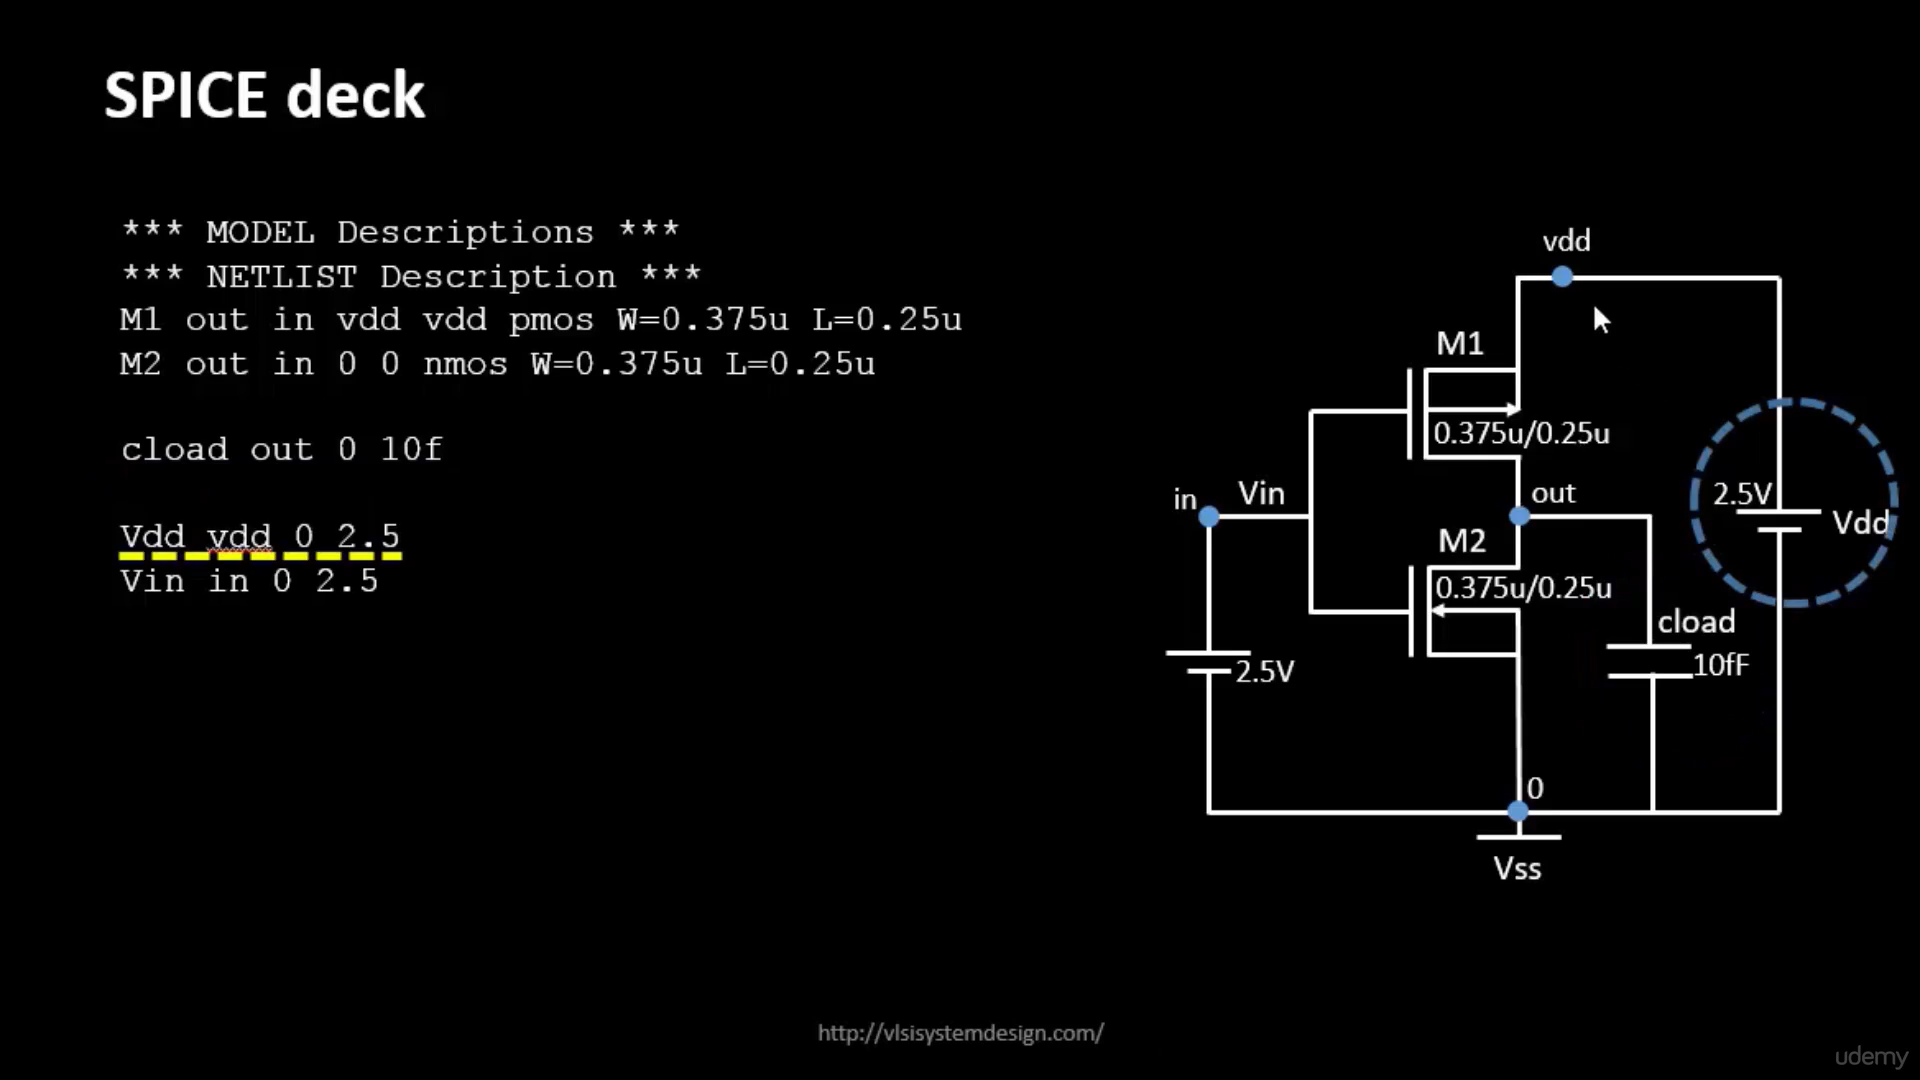 SPICE deck
*** MODEL Descriptions ***
*** NETLIST Description ***
M1 out in vdd vdd pmos W=0.375u L=0.25u
M2 out in 0 0 nmos W=0.375u L=0.25u
cload out 0 10f
Vdd vdd 0 2.5
Vin in 0 2.5
vdd
M1
0.375u/0.25u
in
Vin
out
2.5V
Vdd
M2
0.375u/0.25u
cload
10fF
2.5V
0
Vss
http://vlsisystemdesign.com/
udemy